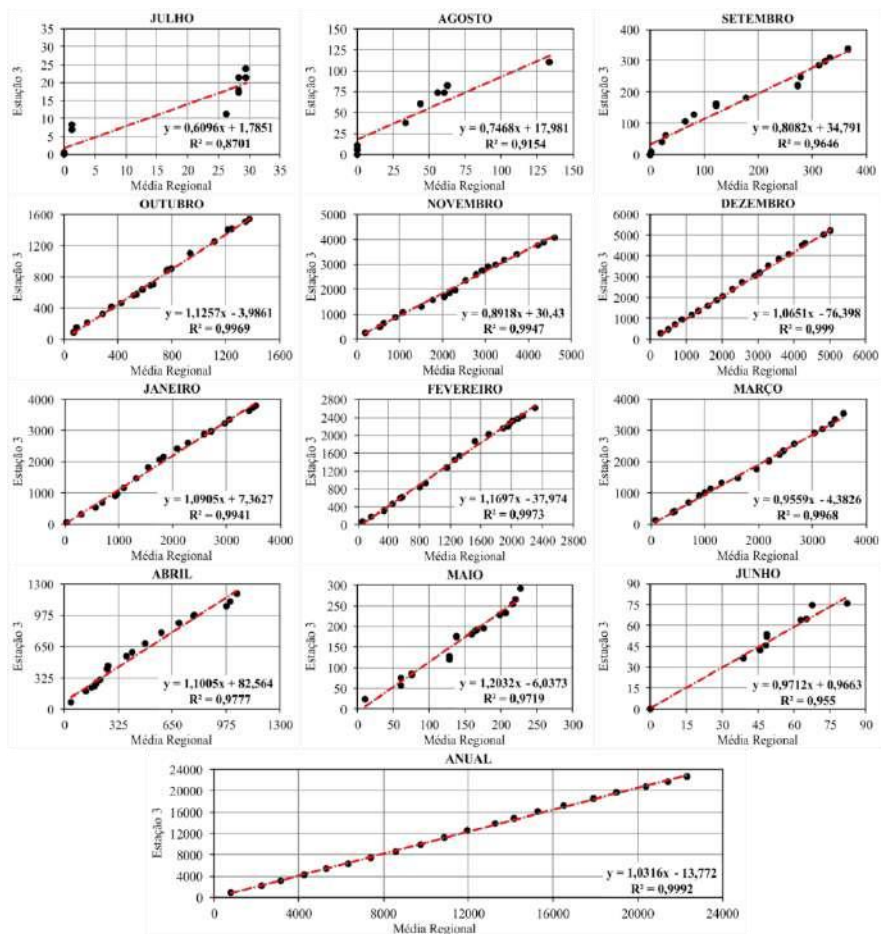 JULHO
Estação 3
35
30
25
20
15
10
5
0
0 5 10 15 20 25 30 35
y = 0,6096x + 1,7851
R² = 0,8701
Média Regional
AGOSTO
Estação 3
150
125
100
75
50
25
0
0 25 50 75 100 125 150
y = 0,7468x + 17,981
R² = 0,9154
Média Regional
SETEMBRO
Estação 3
400
300
200
100
0
0 100 200 300 400
y = 0,8082x + 34,791
R² = 0,9646
Média Regional
OUTUBRO
Estação 3
1600
1200
800
400
0
0 400 800 1200 1600
y = 1,1257x - 3,9861
R² = 0,9969
Média Regional
NOVEMBRO
Estação 3
5000
4000
3000
2000
1000
0
0 1000 2000 3000 4000 5000
y = 0,8918x + 30,43
R² = 0,9947
Média Regional
DEZEMBRO
Estação 3
6000
5000
4000
3000
2000
1000
0
0 1000 2000 3000 4000 5000 6000
y = 1,0651x - 76,398
R² = 0,999
Média Regional
JANEIRO
Estação 3
4000
3000
2000
1000
0
0 1000 2000 3000 4000
y = 1,0905x + 7,3627
R² = 0,9941
Média Regional
FEVEREIRO
Estação 3
2800
2400
2000
1600
1200
800
400
0
0 400 800 1200 1600 2000 2400 2800
y = 1,1697x - 37,974
R² = 0,9973
Média Regional
MARÇO
Estação 3
4000
3000
2000
1000
0
0 1000 2000 3000 4000
y = 0,9559x - 4,3826
R² = 0,9968
Média Regional
ABRIL
Estação 3
1300
975
650
325
0
0 325 650 975 1300
y = 1,1005x + 82,564
R² = 0,9777
Média Regional
MAIO
Estação 3
300
250
200
150
100
50
0
0 50 100 150 200 250 300
y = 1,2032x - 6,0373
R² = 0,9719
Média Regional
JUNHO
Estação 3
90
75
60
45
30
15
0
0 15 30 45 60 75 90
y = 0,9712x + 0,9663
R² = 0,955
Média Regional
ANUAL
Estação 3
24000
20000
16000
12000
8000
4000
0
0 4000 8000 12000 16000 20000 24000
y = 1,0316x - 13,772
R² = 0,9992
Média Regional